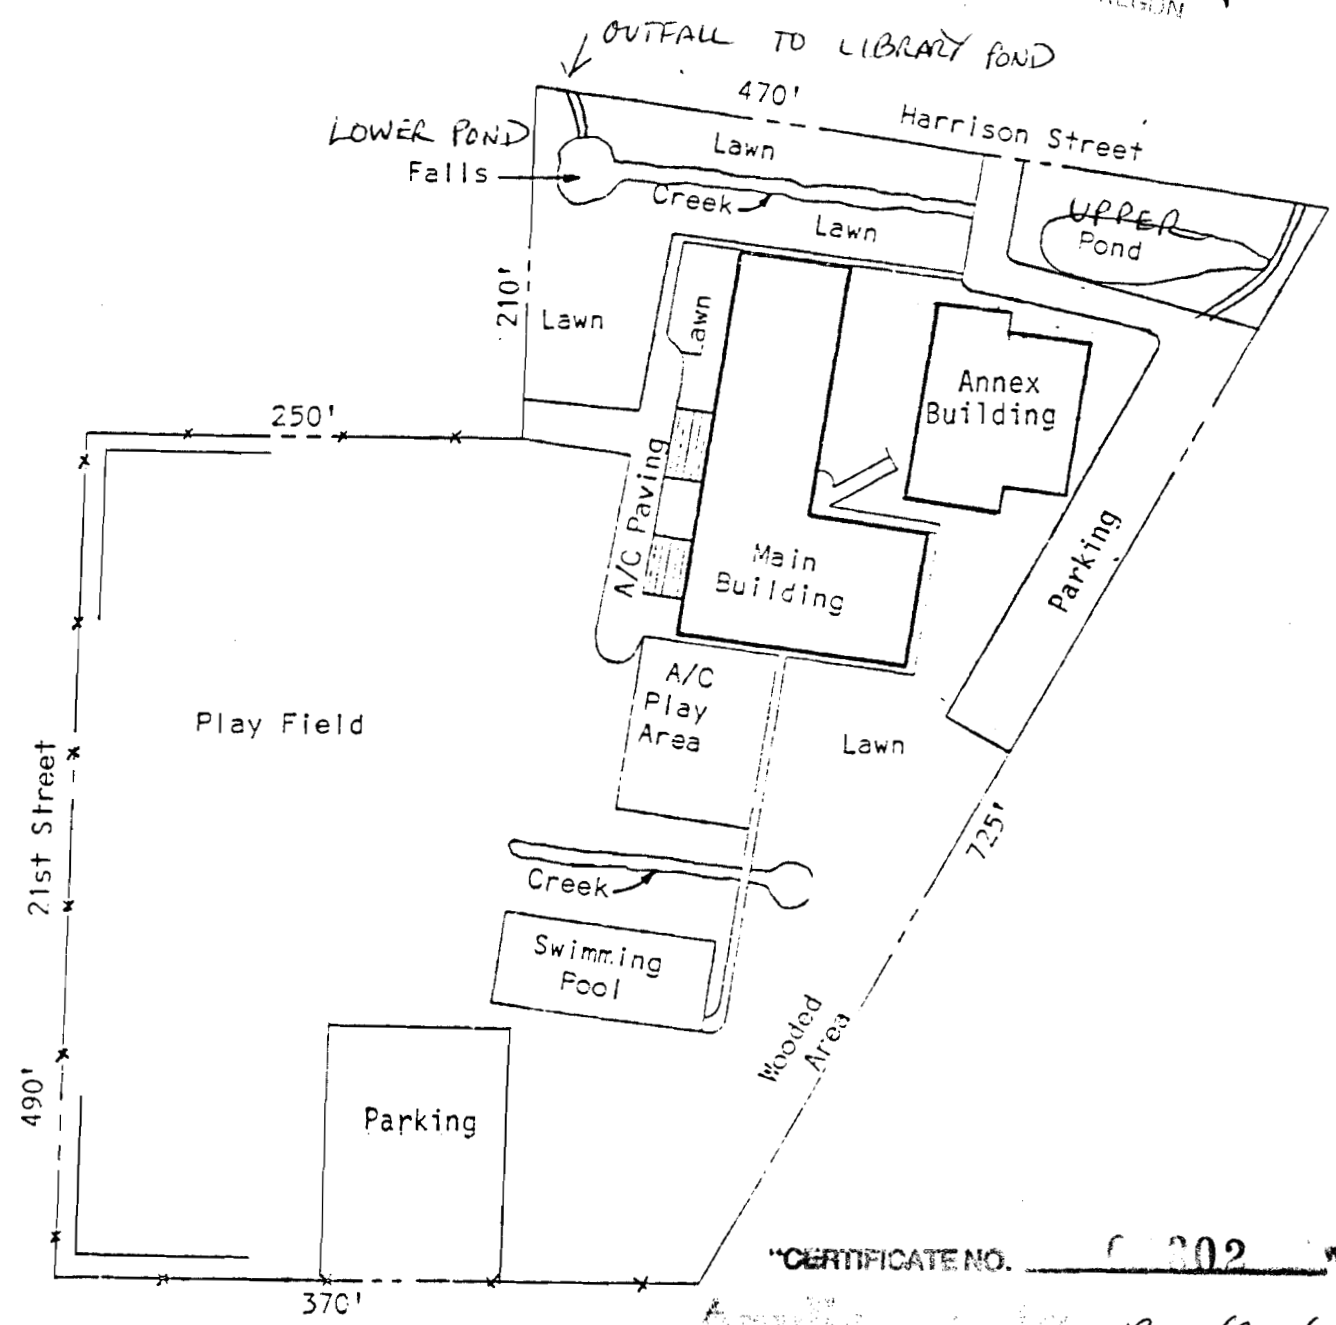 OUTFALL TO LIBRARY POND
470'
Harrison Street
LOWER POND
Falls
Lawn
Creek
Lawn
UPPER
Pond
210'
Lawn
Lawn
Annex
Building
250'
A/C Paving
Main
Building
Parking
A/C
Play
Area
Play Field
Lawn
21st Street
725'
Creek
Swimming
Pool
Wooded
Area
490'
Parking
370'
"CERTIFICATE NO.